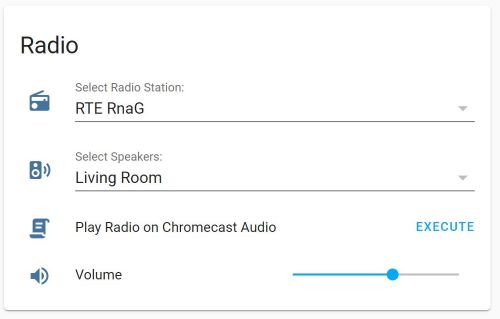 Radio
Select Radio Station:
RTE RnaG
Select Speakers:
Living Room
Play Radio on Chromecast Audio
EXECUTE
Volume